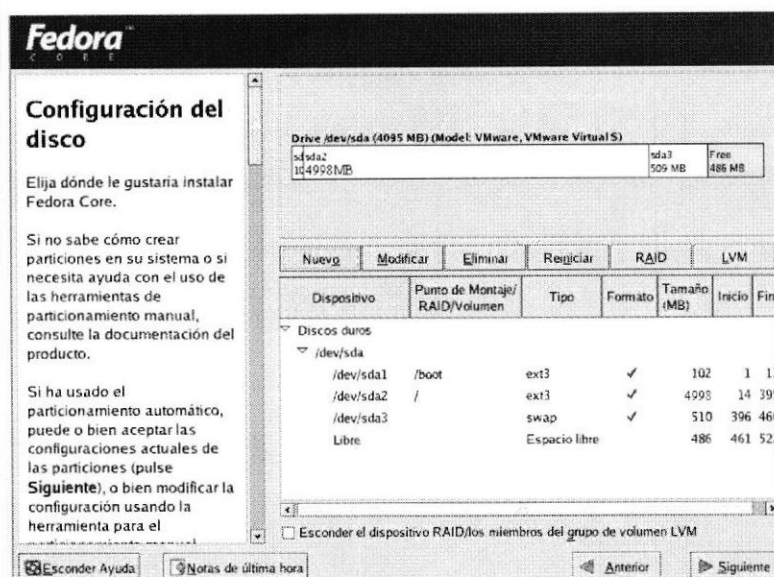 Fedora
CORE
Configuración del
disco
Elija dónde le gustaría instalar
Fedora Core.
Si no sabe cómo crear
particiones en su sistema o si
necesita ayuda con el uso de
las herramientas de
particionamiento manual,
consulte la documentación del
producto.
Si ha usado el
particionamiento automático,
puede o bien aceptar las
configuraciones actuales de
las particiones (pulse
Siguiente), o bien modificar la
configuración usando la
herramienta para el
Drive /dev/sda (4095 MB) (Model: VMware, VMware Virtual S)
sda2 sda3 Free
4998MB 509 MB 486 MB
Nuevo Modificar Eliminar Reiniciar RAID LVM
Dispositivo Punto de Montaje/ RAID/Volumen Tipo Formato Tamaño (MB) Inicio Fin
Discos duros
/dev/sda
/dev/sda1 /boot ext3 ✓ 102 1
/dev/sda2 / ext3 ✓ 4998 14
/dev/sda3 swap ✓ 510 396
Libre Espacio libre 486 461
Esconder el dispositivo RAID/los miembros del grupo de volumen LVM
Esconder Ayuda Notas de última hora Anterior Siguiente